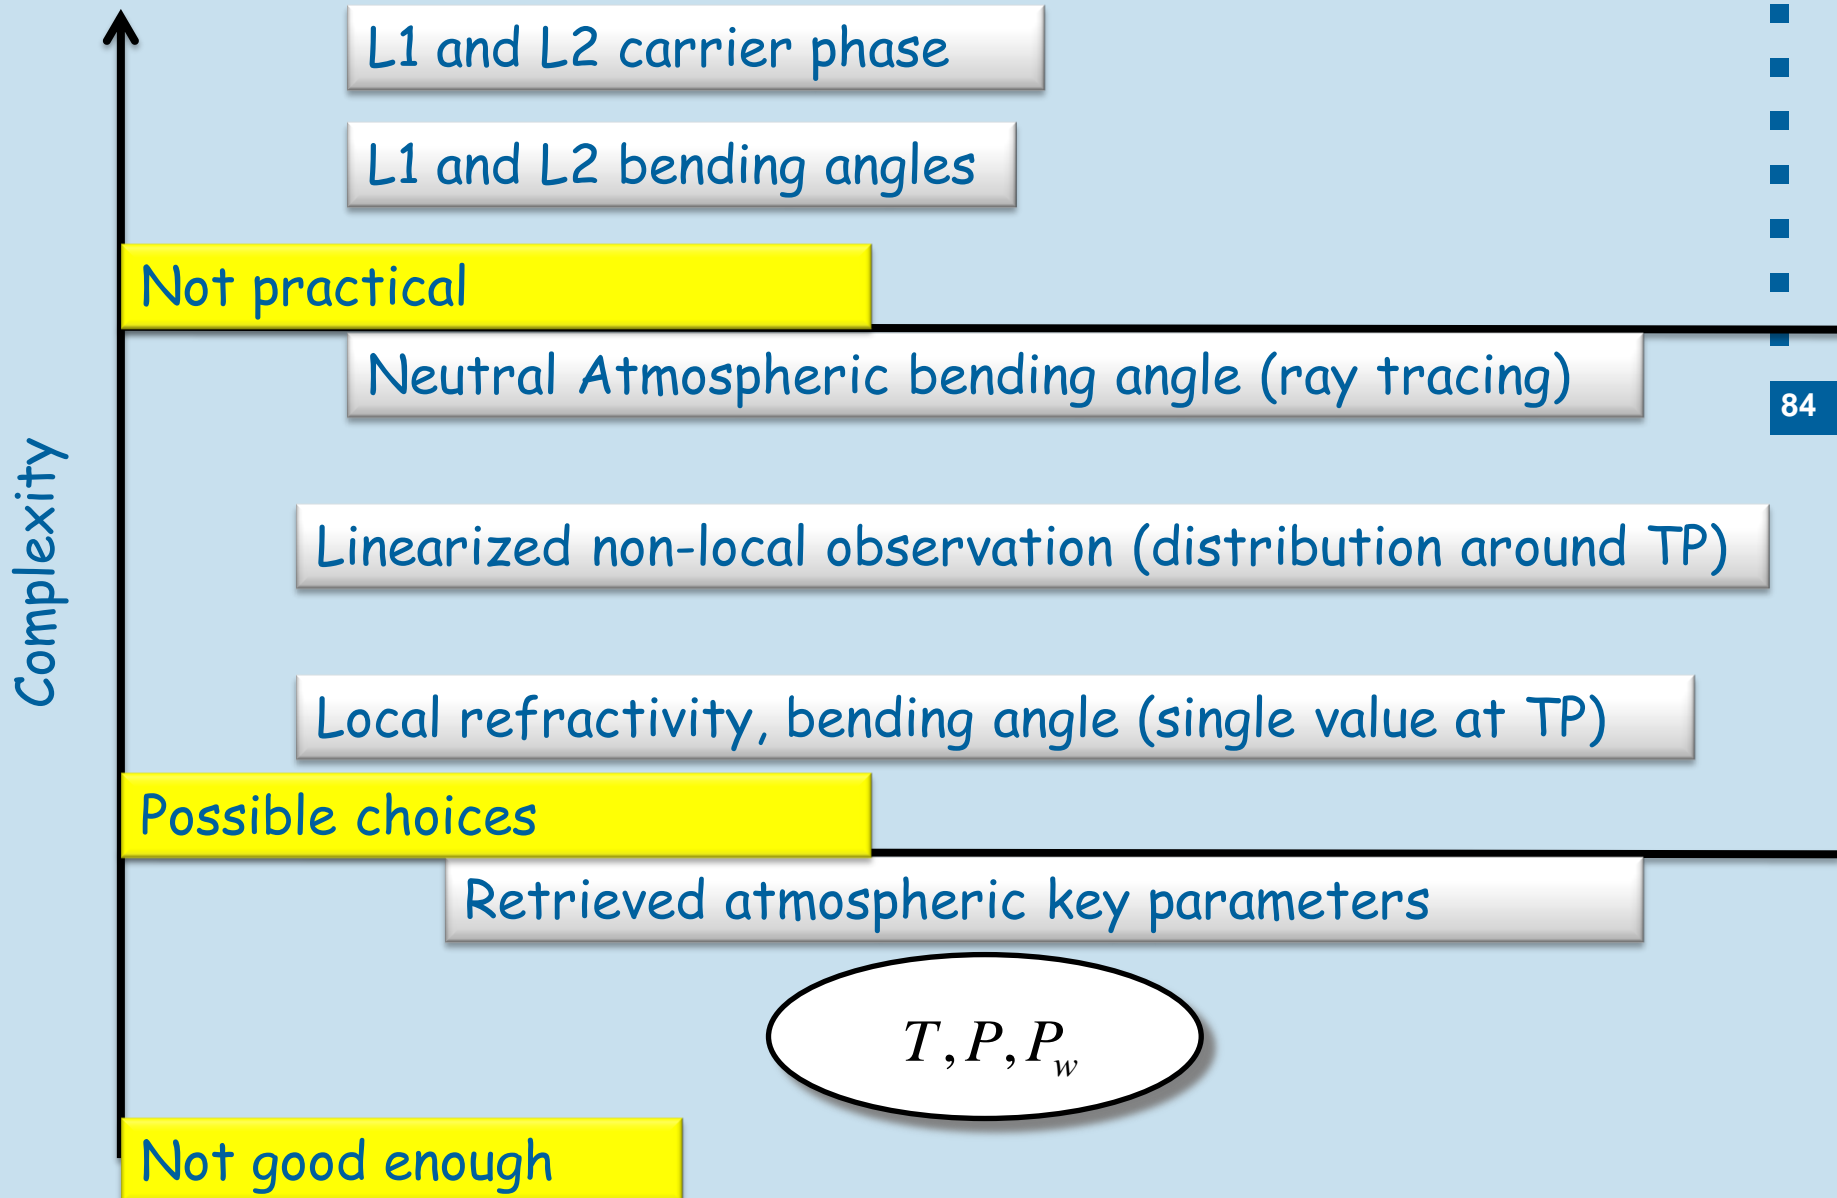 L1 and L2 carrier phase
L1 and L2 bending angles
Not practical
Neutral Atmospheric bending angle (ray tracing)
84
Complexity
Linearized non-local observation (distribution around TP)
Local refractivity, bending angle (single value at TP)
Possible choices
Retrieved atmospheric key parameters
T, P, P_w
Not good enough